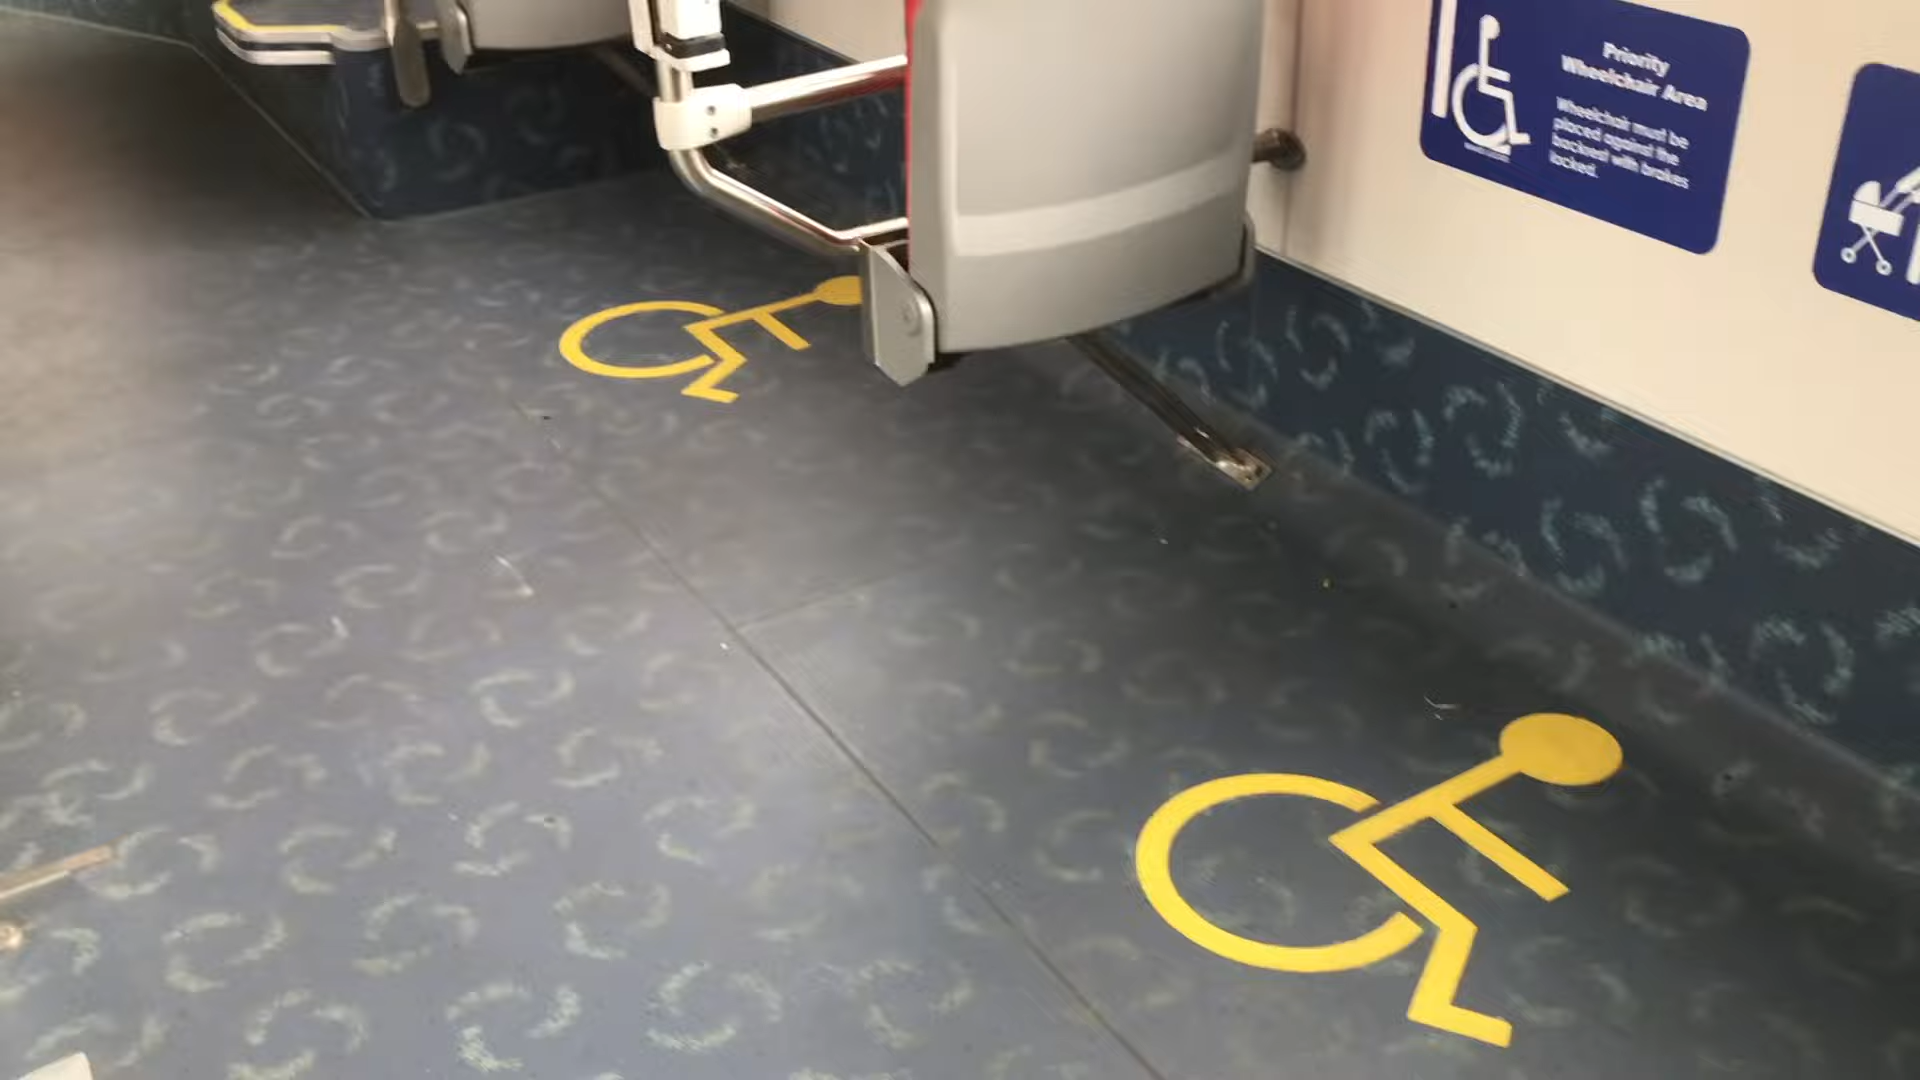 Priority
Wheelchair Area
Wheelchair must be
placed against the
backrest with brakes
locked.